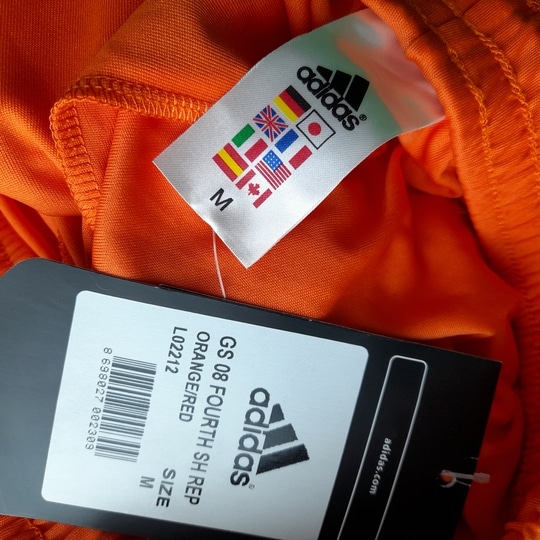 adidas
M
adidas
GS 08 FOURTH SH REP
ORANGE/RED
L02212
SIZE
M
8 698027 002309
adidas.com